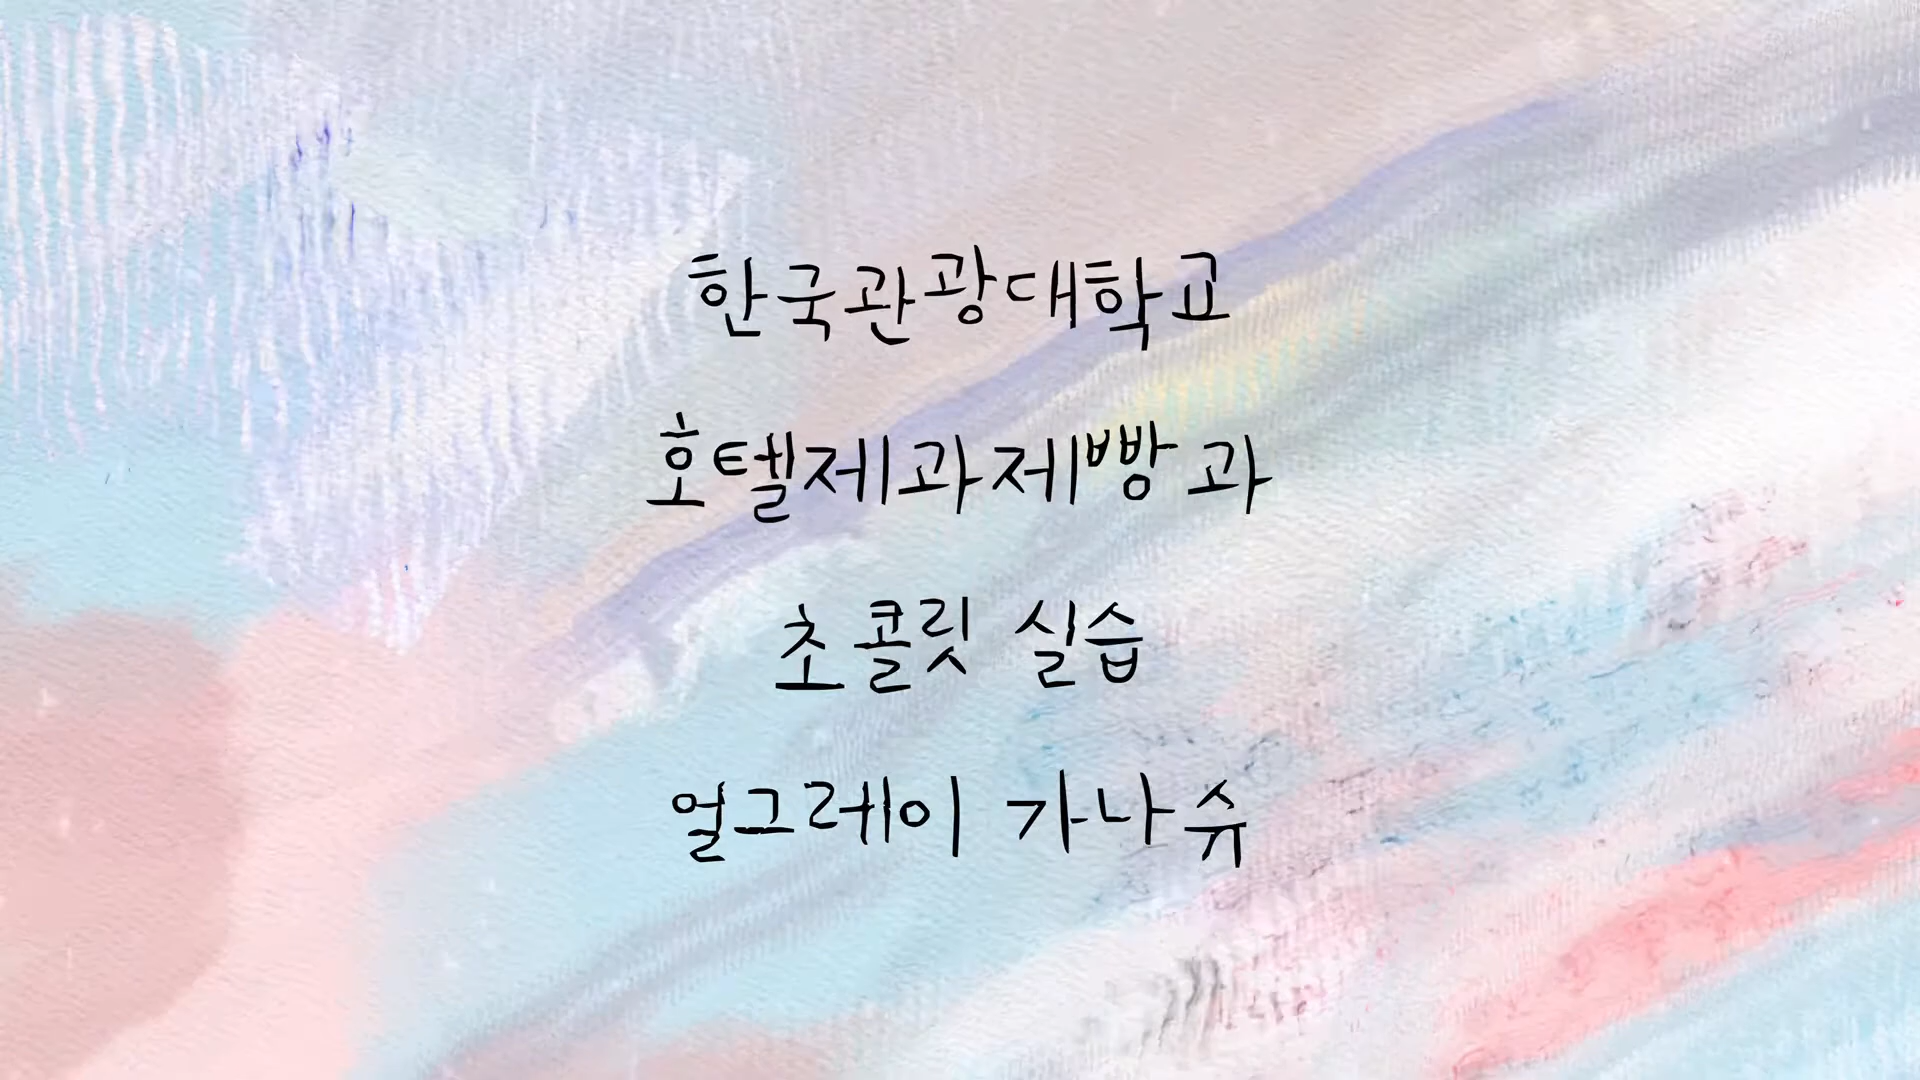 한국관광대학교
호텔제과제빵과
초콜릿 실습
얼그레이 가나슈